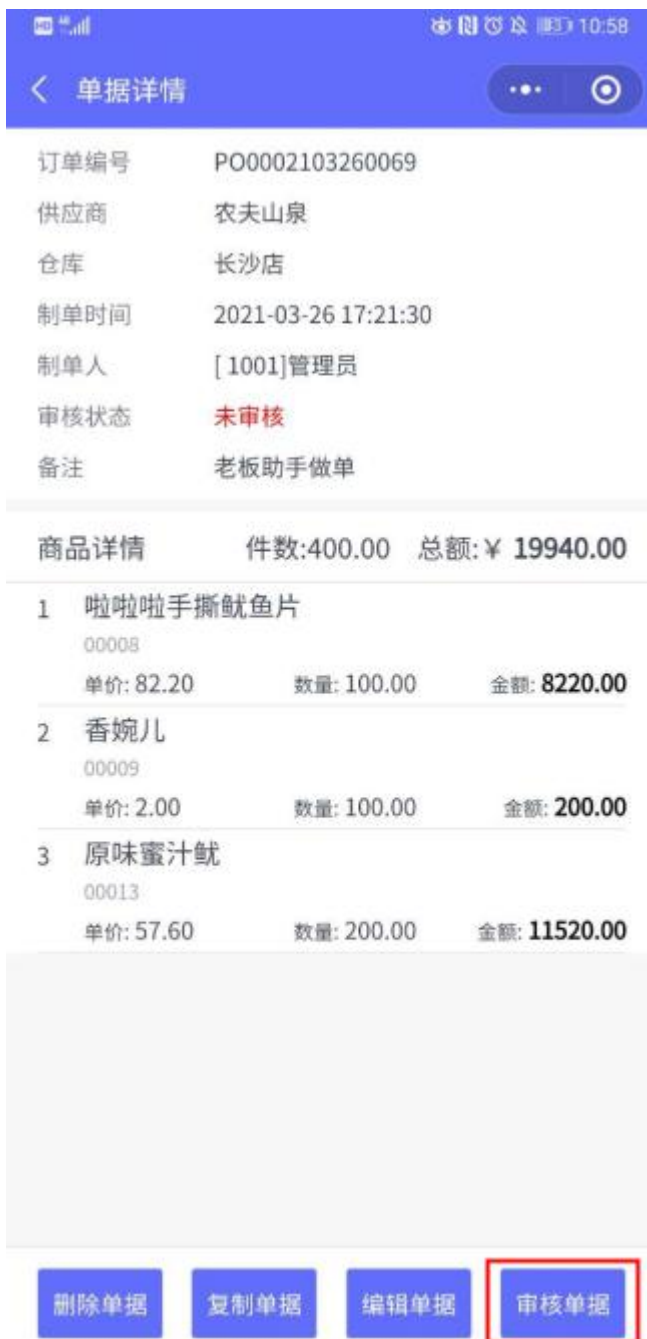 HD 46 10:58
单据详情
订单编号 PO0002103260069
供应商 农夫山泉
仓库 长沙店
制单时间 2021-03-26 17:21:30
制单人 [ 1001]管理员
审核状态 未审核
备注 老板助手做单
商品详情 件数:400.00 总额:¥ 19940.00
1 啦啦啦手撕鱿鱼片
00008
单价: 82.20 数量: 100.00 金额: 8220.00
2 香婉儿
00009
单价: 2.00 数量: 100.00 金额: 200.00
3 原味蜜汁鱿
00013
单价: 57.60 数量: 200.00 金额: 11520.00
删除单据 复制单据 编辑单据 审核单据